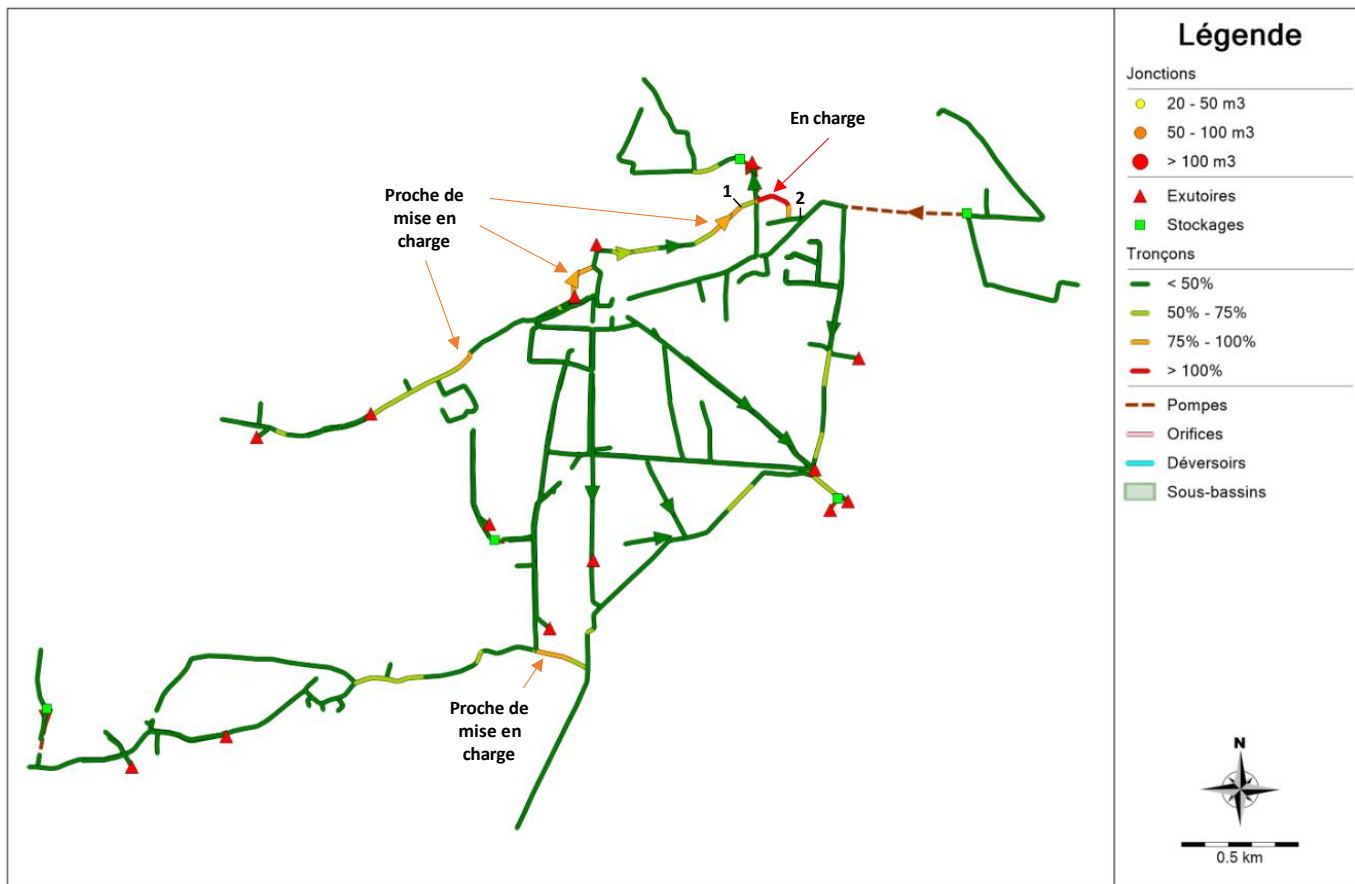 En charge
Proche de
mise en
charge
1
2
Proche de
mise en
charge
Légende
Jonctions
20 - 50 m3
50 - 100 m3
> 100 m3
Exutoires
Stockages
Tronçons
< 50%
50% - 75%
75% - 100%
> 100%
Pompes
Orifices
Déversoirs
Sous-bassins
N
0.5 km